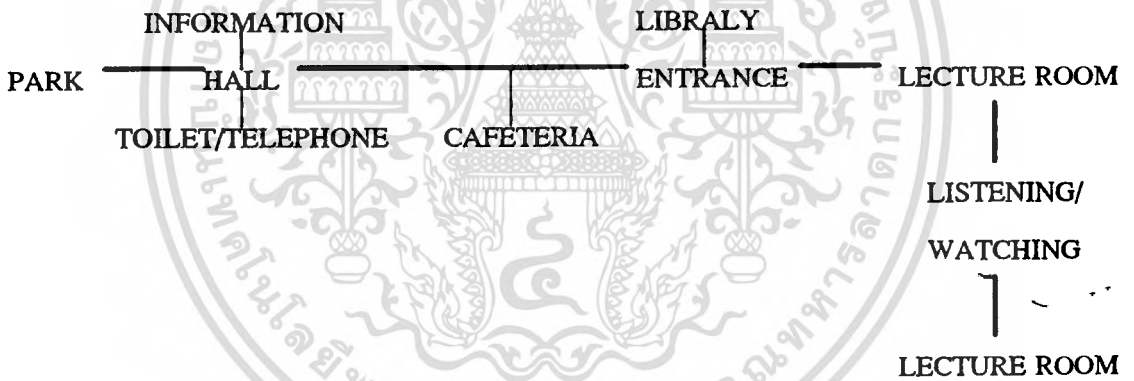 INFORMATION LIBRALY
PARK HALL ENTRANCE LECTURE ROOM
TOILET/TELEPHONE CAFETERIA
LISTENING/
WATCHING
LECTURE ROOM